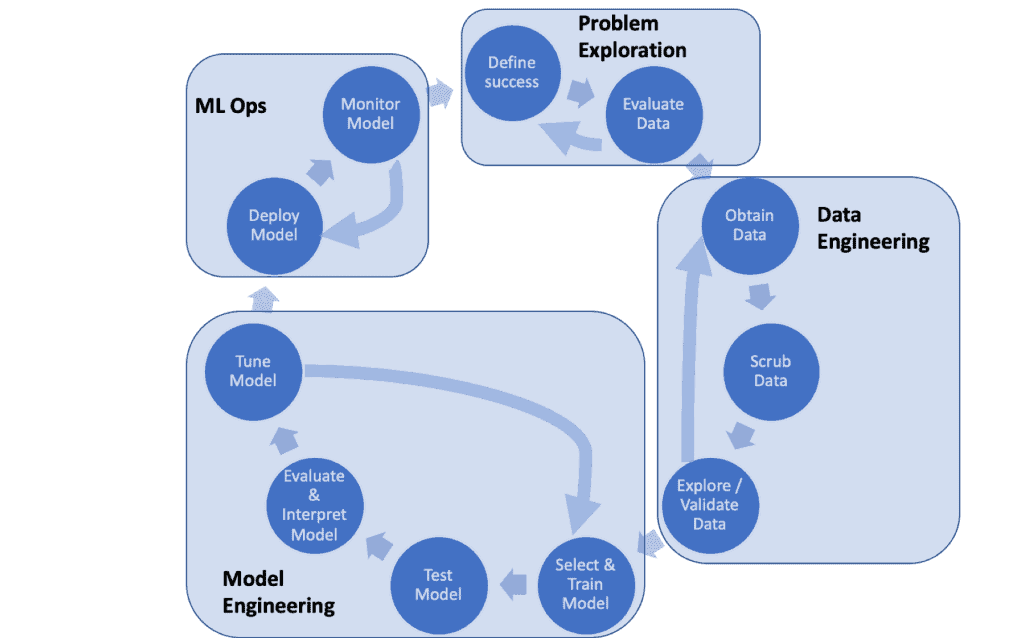 Problem
Exploration
Define
success
Evaluate
Data
ML Ops
Monitor
Model
Deploy
Model
Data
Engineering
Obtain
Data
Scrub
Data
Explore /
Validate
Data
Model
Engineering
Select &
Train
Model
Test
Model
Evaluate
&
Interpret
Model
Tune
Model